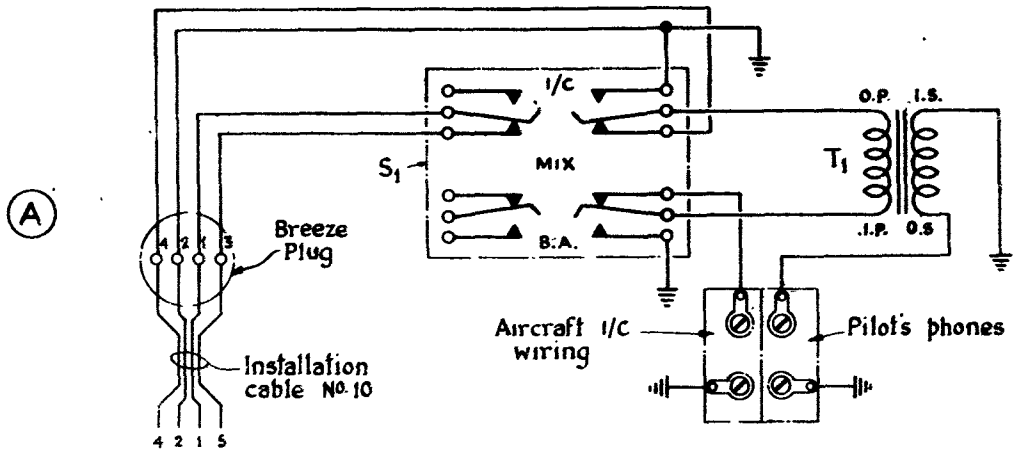 I/C
O.P. I.S.
S1
MIX
T1
A
4 2 1 3
Breeze
Plug
B.A.
.I.P. O.S
Aircraft I/C
wiring
Pilot's phones
Installation
cable No. 10
4 2 1 5